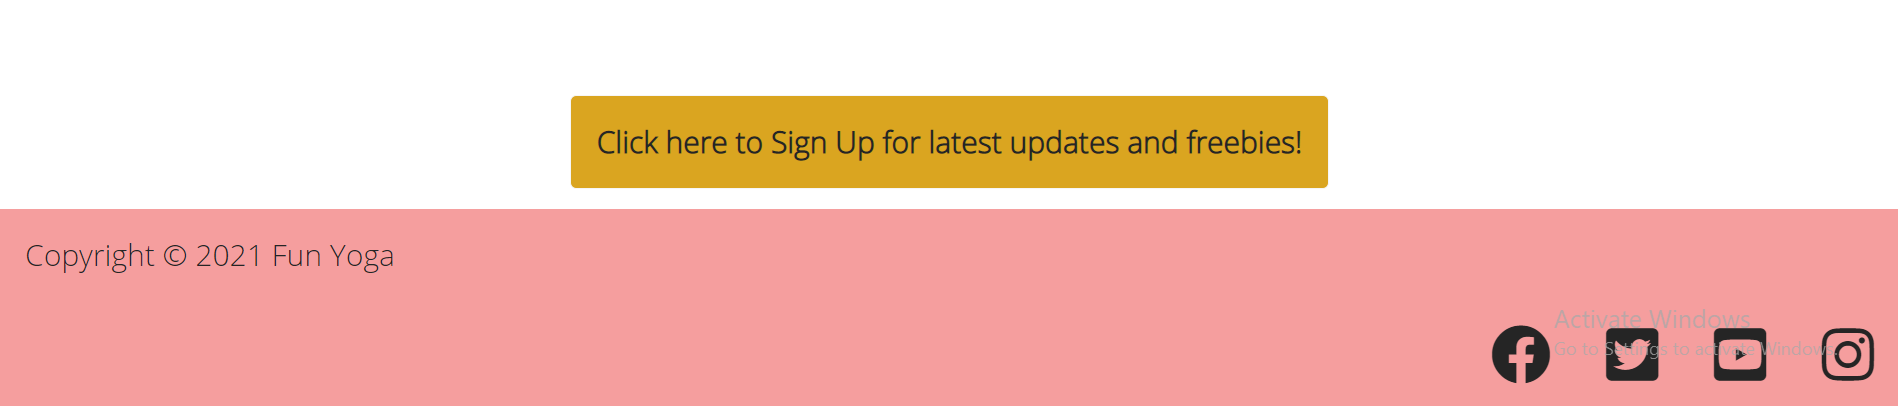 Click here to Sign Up for latest updates and freebies!
Copyright © 2021 Fun Yoga
Activate Windows
Go to Settings to activate Windows.